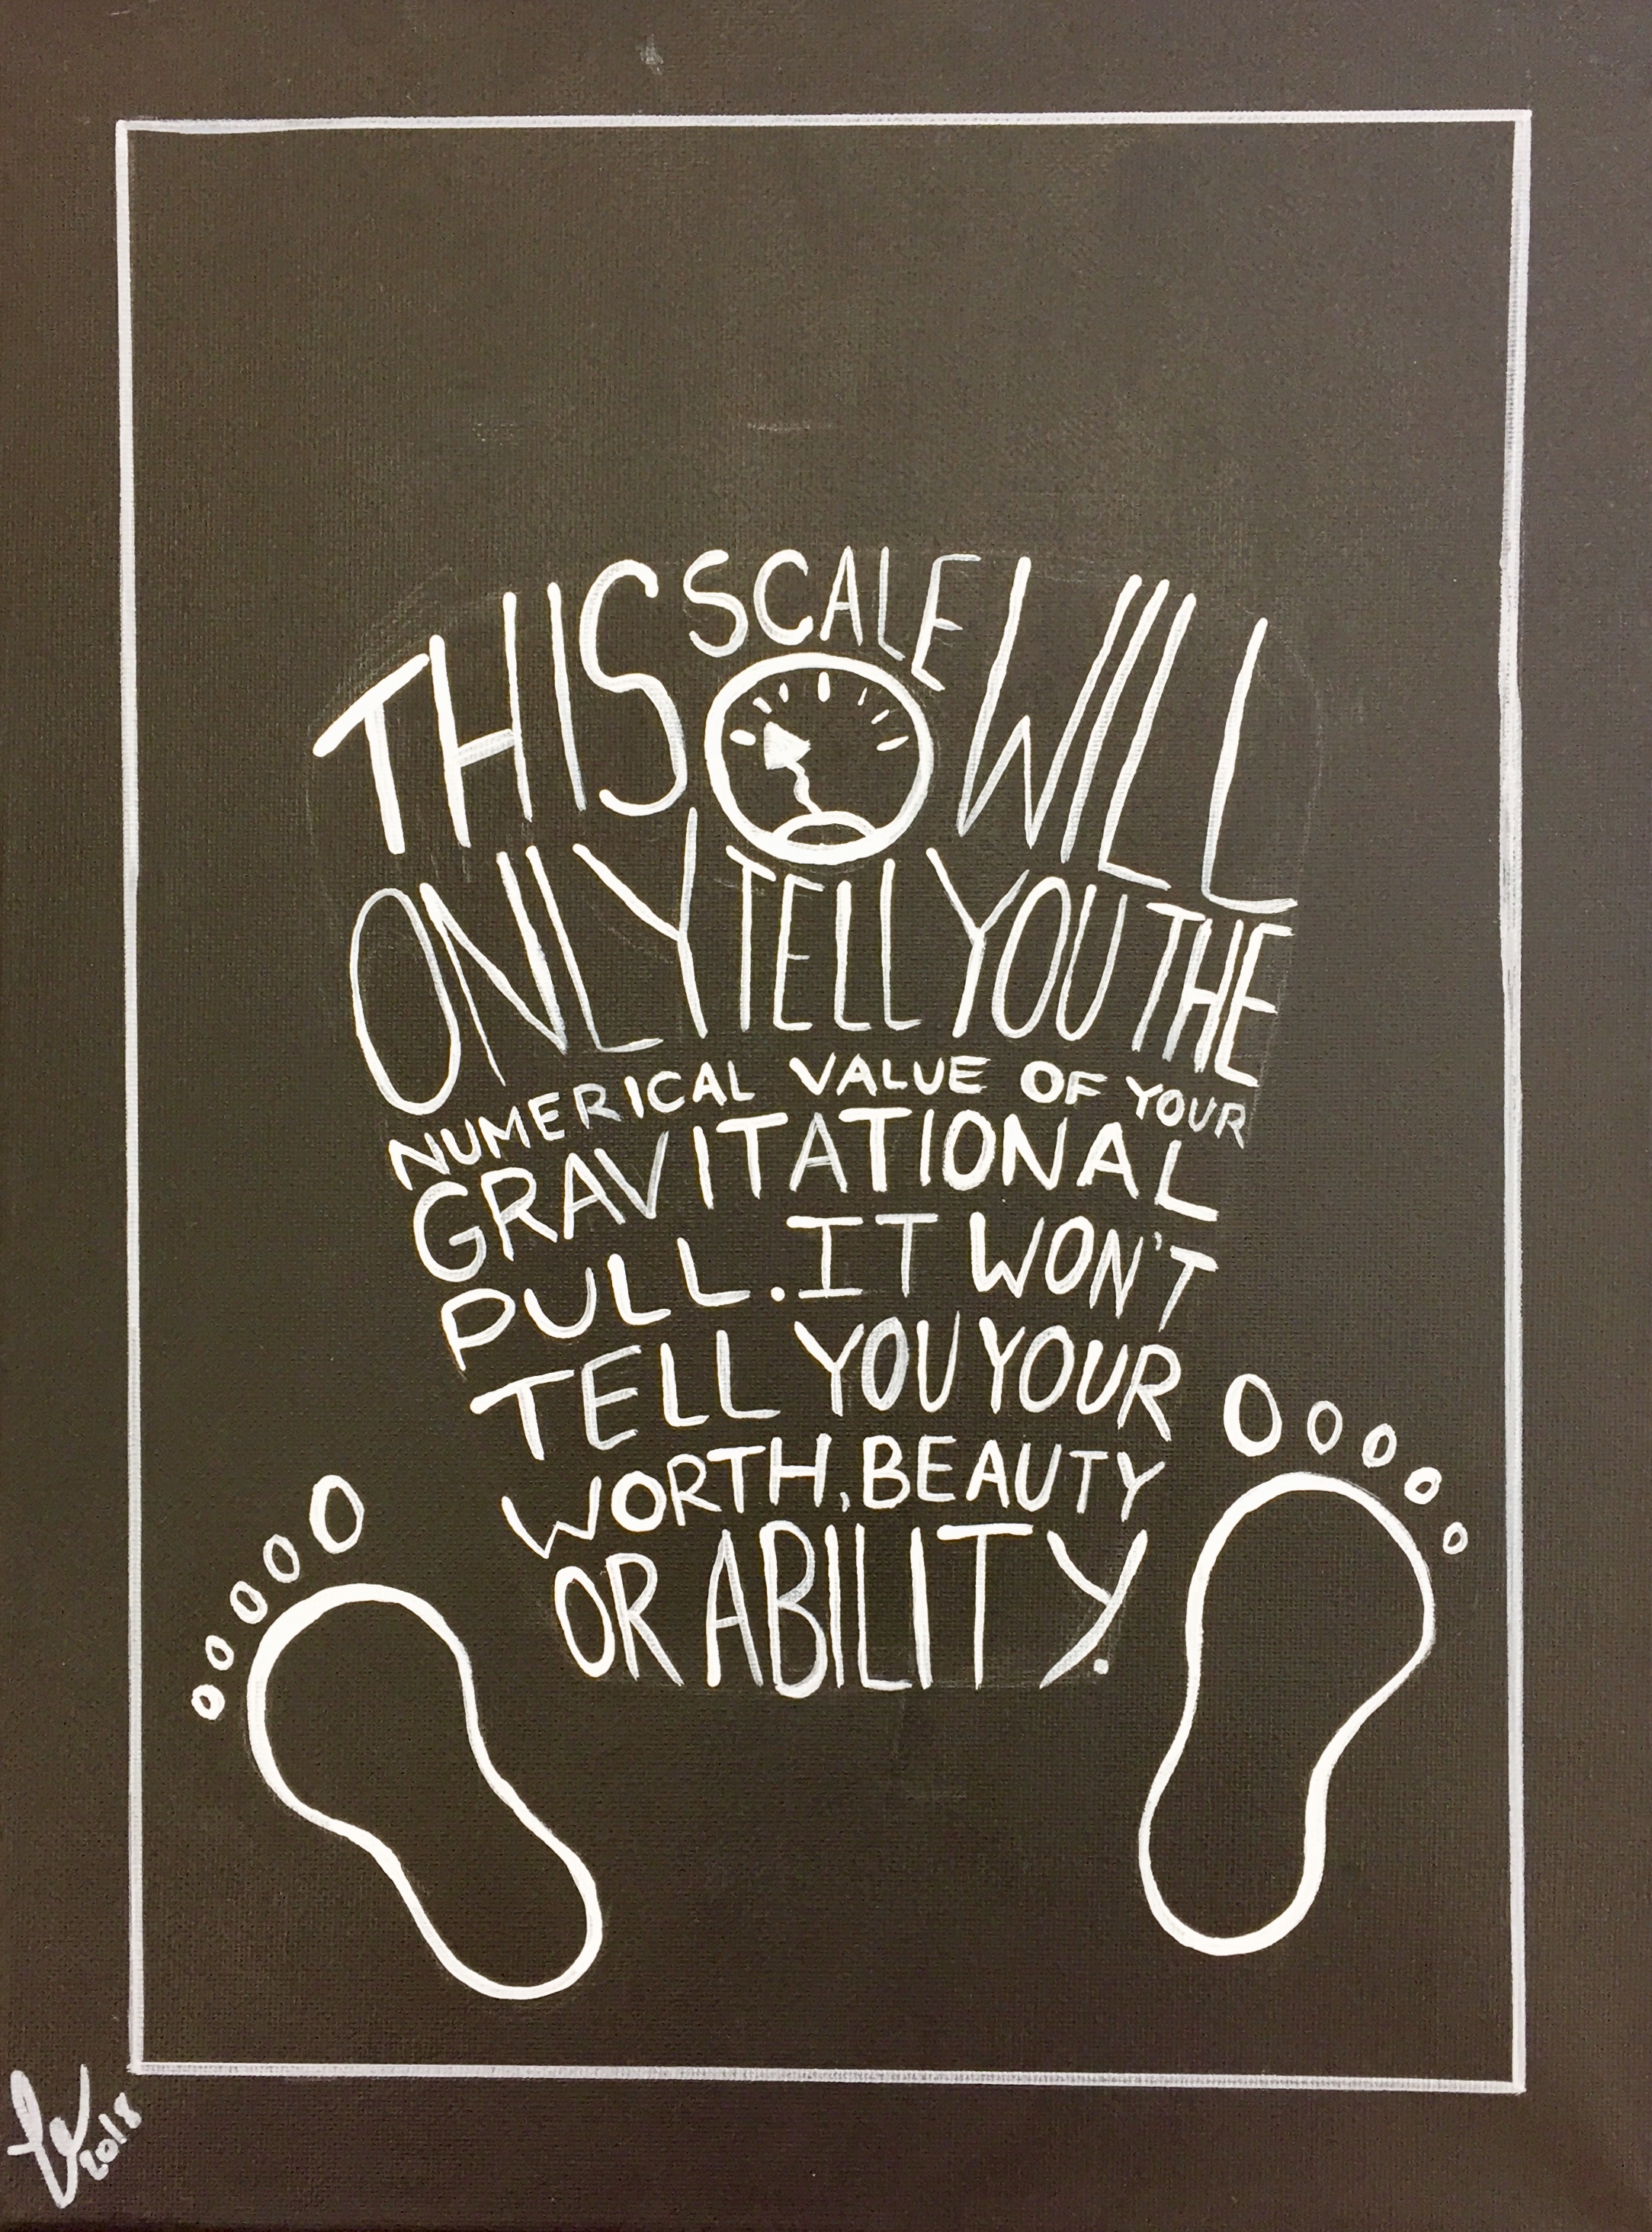 THIS SCALE WILL
ONLY TELL YOU THE
NUMERICAL VALUE OF YOUR
GRAVITATIONAL
PULL. IT WON'T
TELL YOU YOUR
WORTH, BEAUTY
OR ABILITY.
2018